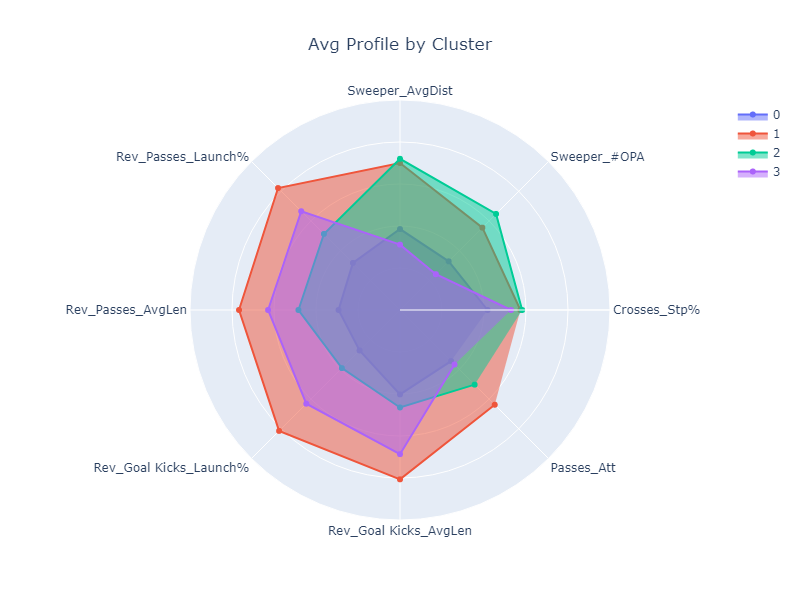 Avg Profile by Cluster
Sweeper_AvgDist
0
1
2
3
Rev_Passes_Launch%
Sweeper_#OPA
Rev_Passes_AvgLen
Crosses_Stp%
Rev_Goal Kicks_Launch%
Passes_Att
Rev_Goal Kicks_AvgLen